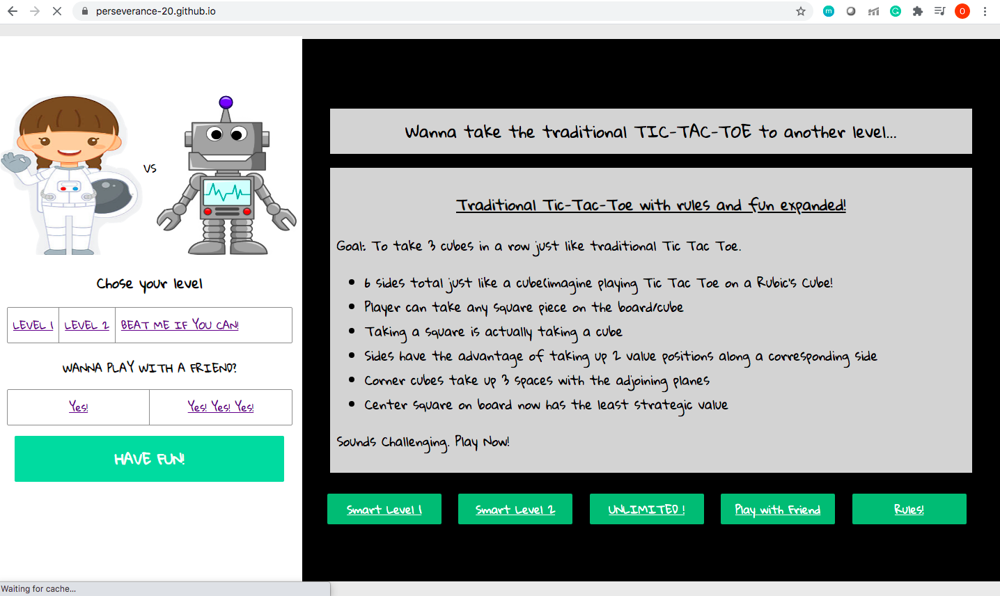 perseverance-20.github.io
m
G
O
vs
Chose your level
LEVEL 1 LEVEL 2 BEAT ME IF YOU CAN!
WANNA PLAY WITH A FRIEND?
Yes! Yes! Yes! Yes!
HAVE FUN!
Wanna take the traditional TIC-TAC-TOE to another level...
Traditional Tic-Tac-Toe with rules and fun expanded!
Goal: To take 3 cubes in a row just like traditional Tic Tac Toe.
6 sides total just like a cube(imagine playing Tic Tac Toe on a Rubic's Cube!
Player can take any square piece on the board/cube
Taking a square is actually taking a cube
Sides have the advantage of taking up 2 value positions along a corresponding side
Corner cubes take up 3 spaces with the adjoining planes
Center square on board now has the least strategic value
Sounds Challenging. Play Now!
Smart Level 1 Smart Level 2 UNLIMITED ! Play with Friend Rules!
Waiting for cache...